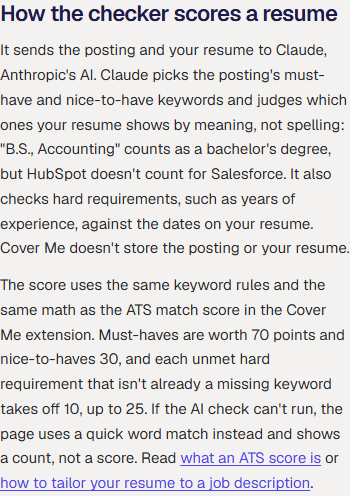 How the checker scores a resume
It sends the posting and your resume to Claude,
Anthropic's AI. Claude picks the posting's must-
have and nice-to-have keywords and judges which
ones your resume shows by meaning, not spelling:
"B.S., Accounting" counts as a bachelor's degree,
but HubSpot doesn't count for Salesforce. It also
checks hard requirements, such as years of
experience, against the dates on your resume.
Cover Me doesn't store the posting or your resume.
The score uses the same keyword rules and the
same math as the ATS match score in the Cover
Me extension. Must-haves are worth 70 points and
nice-to-haves 30, and each unmet hard
requirement that isn't already a missing keyword
takes off 10, up to 25. If the AI check can't run, the
page uses a quick word match instead and shows
a count, not a score. Read what an ATS score is or
how to tailor your resume to a job description.